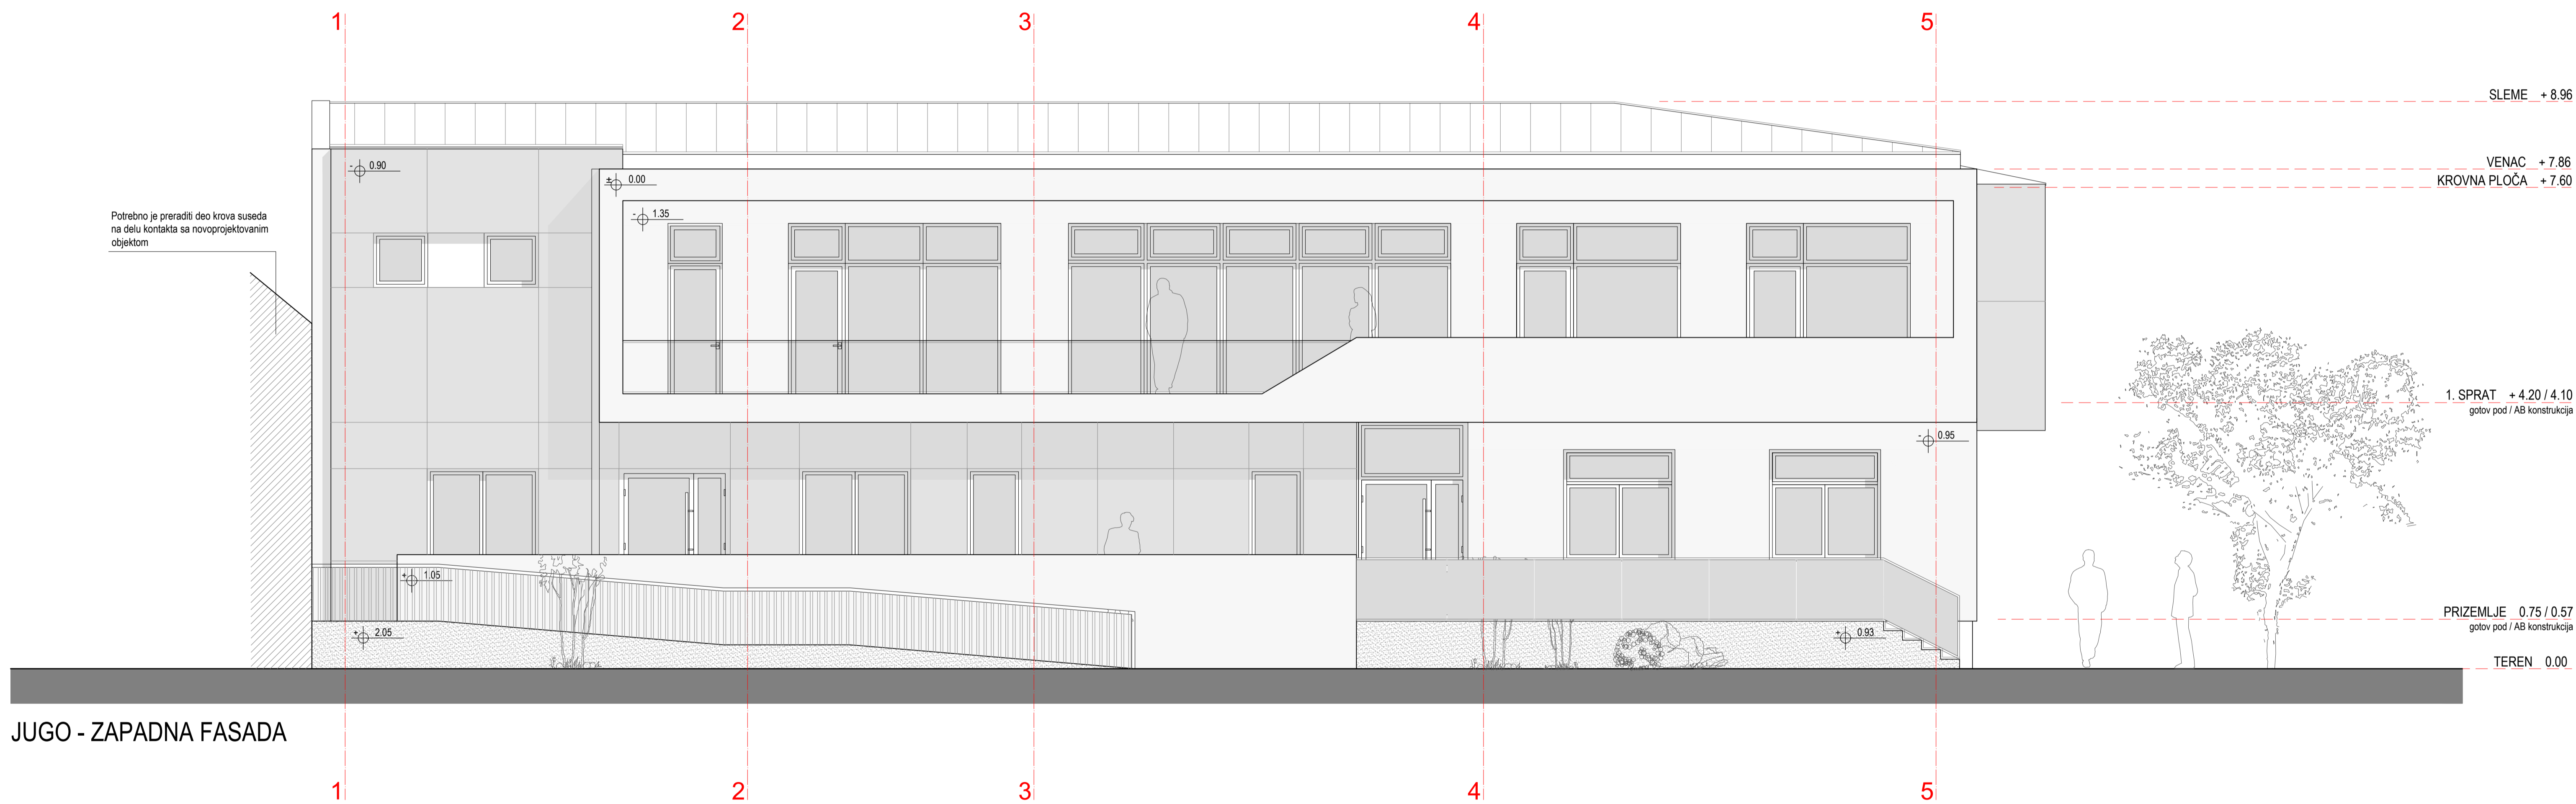 1 2 3 4 5
SLEME + 8.96
- 0.90
VENAC + 7.86
± 0.00
KROVNA PLOČA + 7.60
- 1.35
Potrebno je preraditi deo krova suseda
na delu kontakta sa novoprojektovanim
objektom
1. SPRAT + 4.20 / 4.10
gotov pod / AB konstrukcija
- 0.95
+ 1.05
PRIZEMLJE 0.75 / 0.57
gotov pod / AB konstrukcija
+ 2.05
+ 0.93
TEREN 0.00
JUGO - ZAPADNA FASADA
1 2 3 4 5